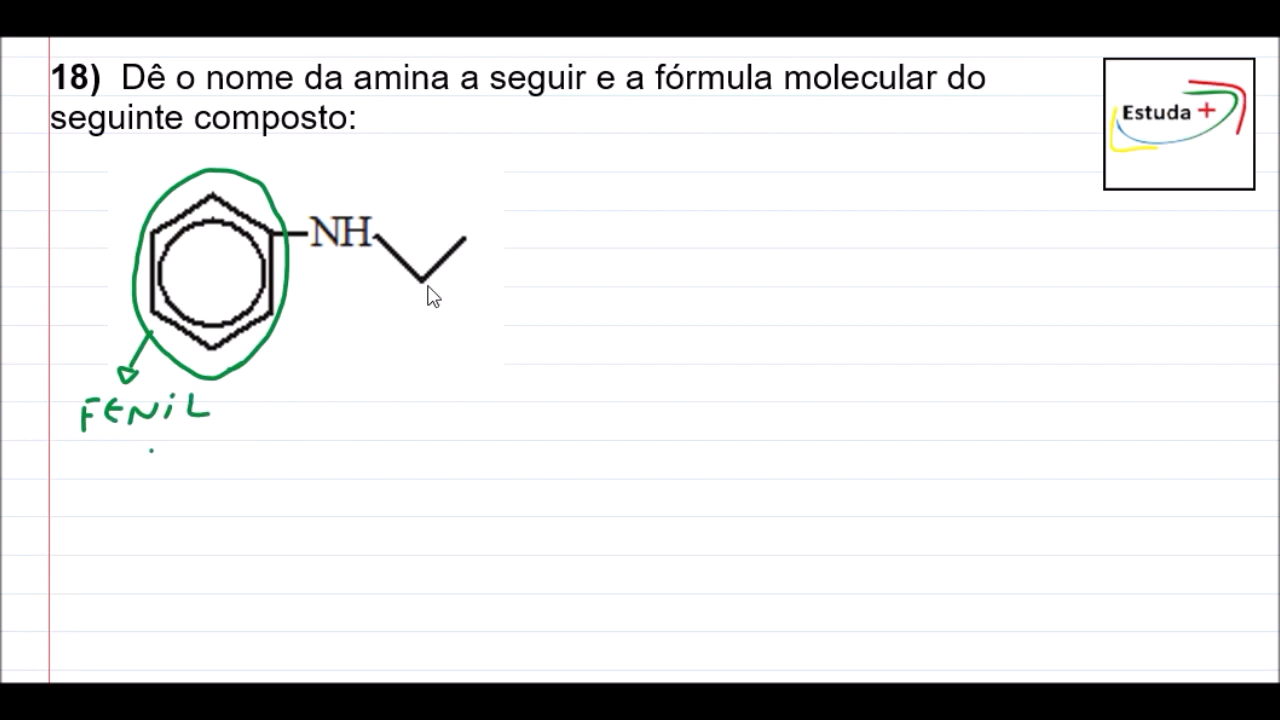 18) Dê o nome da amina a seguir e a fórmula molecular do
seguinte composto:
Estuda +
NH
FENiL